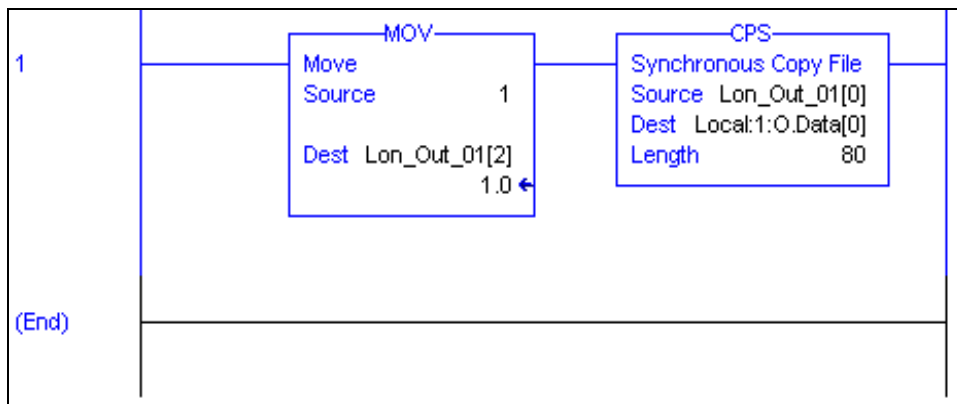 1
MOV
Move
Source 1
Dest Lon_Out_01[2]
1.0
CPS
Synchronous Copy File
Source Lon_Out_01[0]
Dest Local:1:O.Data[0]
Length 80
(End)